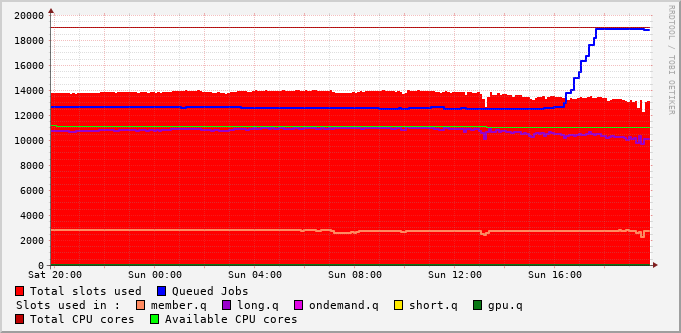 20000
18000
16000
14000
12000
10000
8000
6000
4000
2000
0
Sat 20:00 Sun 00:00 Sun 04:00 Sun 08:00 Sun 12:00 Sun 16:00
Total slots used Queued Jobs
Slots used in : member.q long.q ondemand.q short.q gpu.q
Total CPU cores Available CPU cores
RRDTOOL / TOBI OETIKER